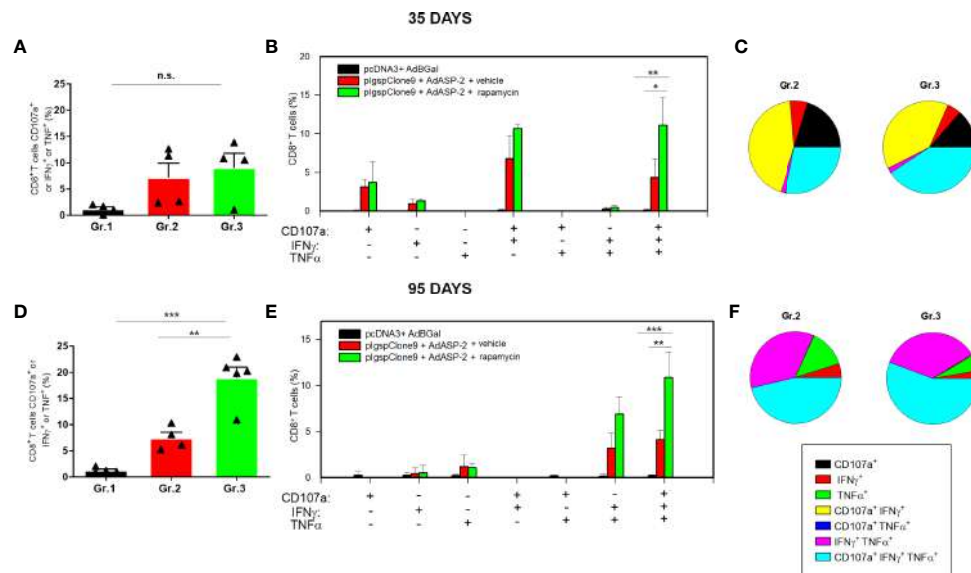 35 DAYS
A
B
C
n.s.
CD8+ T cells CD107a+
or IFNγ+ or TNF+ (%)
25
20
15
10
5
0
Gr.1
Gr.2
Gr.3
CD8+ T cells (%)
20
15
10
5
0
pcDNA3+ AdBGal
pIgspClone9 + AdASP-2 + vehicle
pIgspClone9 + AdASP-2 + rapamycin
**
*
CD107a: + - - + + - +
IFNγ: - + - + - + +
TNFα - - + - + + +
Gr.2
Gr.3
95 DAYS
D
E
F
***
**
CD8+ T cells CD107a+ or
IFNγ+ or TNF+ (%)
25
20
15
10
5
0
Gr.1
Gr.2
Gr.3
CD8+ T cells (%)
15
10
5
0
pcDNA3+ AdBGal
pIgspClone9 + AdASP-2 + vehicle
pIgspClone9 + AdASP-2 + rapamycin
***
**
CD107a: + - - + + - +
IFNγ: - + - + - + +
TNFα - - + - + + +
Gr.2
Gr.3
CD107a+
IFNγ+
TNFα+
CD107a+ IFNγ+
CD107a+ TNFα+
IFNγ+ TNFα+
CD107a+ IFNγ+ TNFα+